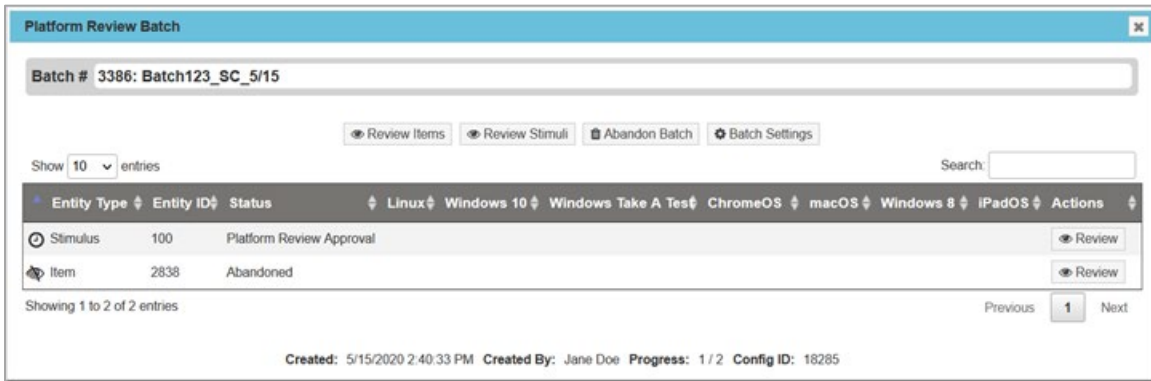 Platform Review Batch
Batch # 3386: Batch123_SC_5/15
Review Items Review Stimuli Abandon Batch Batch Settings
Show 10 entries Search:
Entity Type Entity ID Status Linux Windows 10 Windows Take A Test ChromeOS macOS Windows 8 iPadOS Actions
Stimulus 100 Platform Review Approval Review
Item 2838 Abandoned Review
Showing 1 to 2 of 2 entries Previous 1 Next
Created: 5/15/2020 2:40:33 PM Created By: Jane Doe Progress: 1 / 2 Config ID: 18285